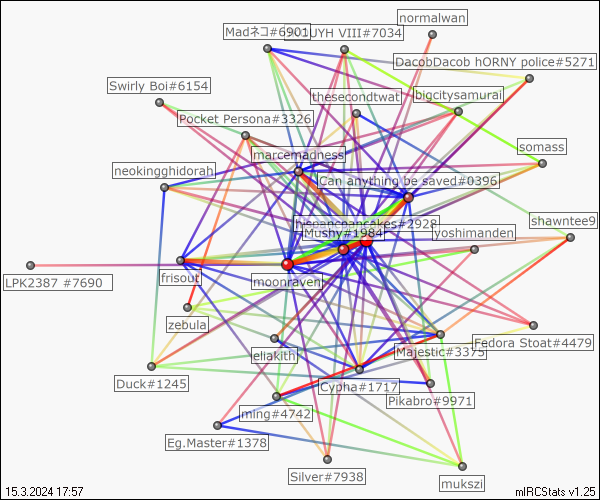 normalwan
Madネコ#6901
UYH VIII#7034
DacobDacob hORNY police#5271
Swirly Boi#6154
thesecondtwat
bigcitysamurai
Pocket Persona#3326
somass
marcemadness
neokingghidorah
Can anything be saved#0396
shawntee9
hispancancakes#2928
Mushy#1984
yoshimanden
LPK2387 #7690
frisout
moonraven
zebula
Fedora Stoat#4479
eliakith
Majestic#3375
Duck#1245
Cypha#1717
Pikabro#9971
ming#4742
Eg.Master#1378
Silver#7938
mukszi
15.3.2024 17:57
mIRCStats v1.25